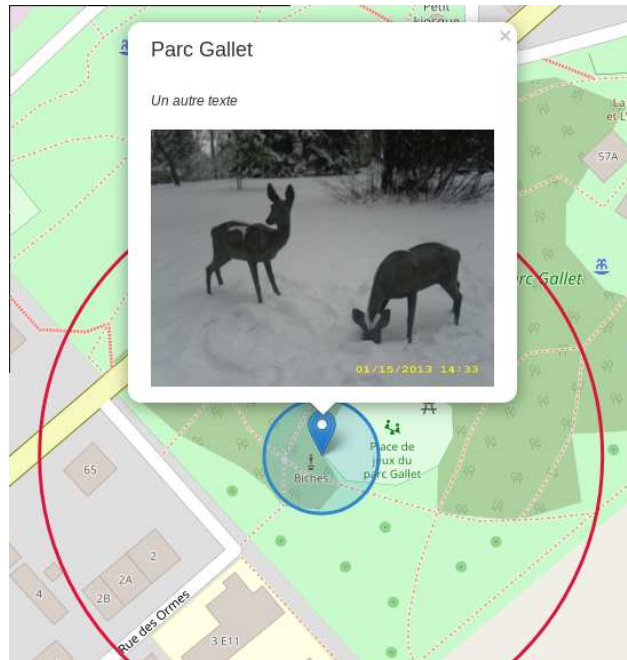 Petit
kiosque
Parc Gallet
×
Un autre texte
01/15/2013 14:33
La
et L'
57A
Parc Gallet
Place de
jeux du
parc Gallet
Biches
65
2
2A
2B
4
Rue des Ormes
3 E11